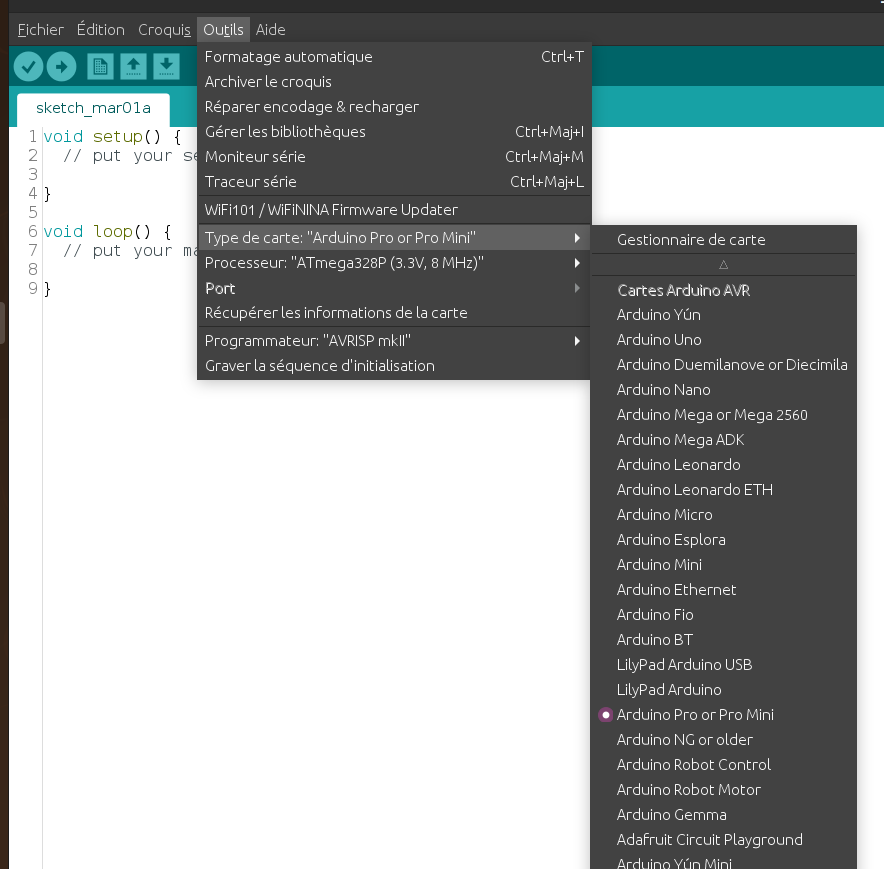 Fichier Édition Croquis Outils Aide
sketch_mar01a
1 void setup() {
2 // put your se
3
4 }
5
6 void loop() {
7 // put your ma
8
9 }
Formatage automatique Ctrl+T
Archiver le croquis
Réparer encodage & recharger
Gérer les bibliothèques Ctrl+Maj+I
Moniteur série Ctrl+Maj+M
Traceur série Ctrl+Maj+L
WiFi101 / WiFiNINA Firmware Updater
Type de carte: "Arduino Pro or Pro Mini"
Processeur: "ATmega328P (3.3V, 8 MHz)"
Port
Récupérer les informations de la carte
Programmateur: "AVRISP mkII"
Graver la séquence d'initialisation
Gestionnaire de carte
Cartes Arduino AVR
Arduino Yún
Arduino Uno
Arduino Duemilanove or Diecimila
Arduino Nano
Arduino Mega or Mega 2560
Arduino Mega ADK
Arduino Leonardo
Arduino Leonardo ETH
Arduino Micro
Arduino Esplora
Arduino Mini
Arduino Ethernet
Arduino Fio
Arduino BT
LilyPad Arduino USB
LilyPad Arduino
Arduino Pro or Pro Mini
Arduino NG or older
Arduino Robot Control
Arduino Robot Motor
Arduino Gemma
Adafruit Circuit Playground
Arduino Yún Mini